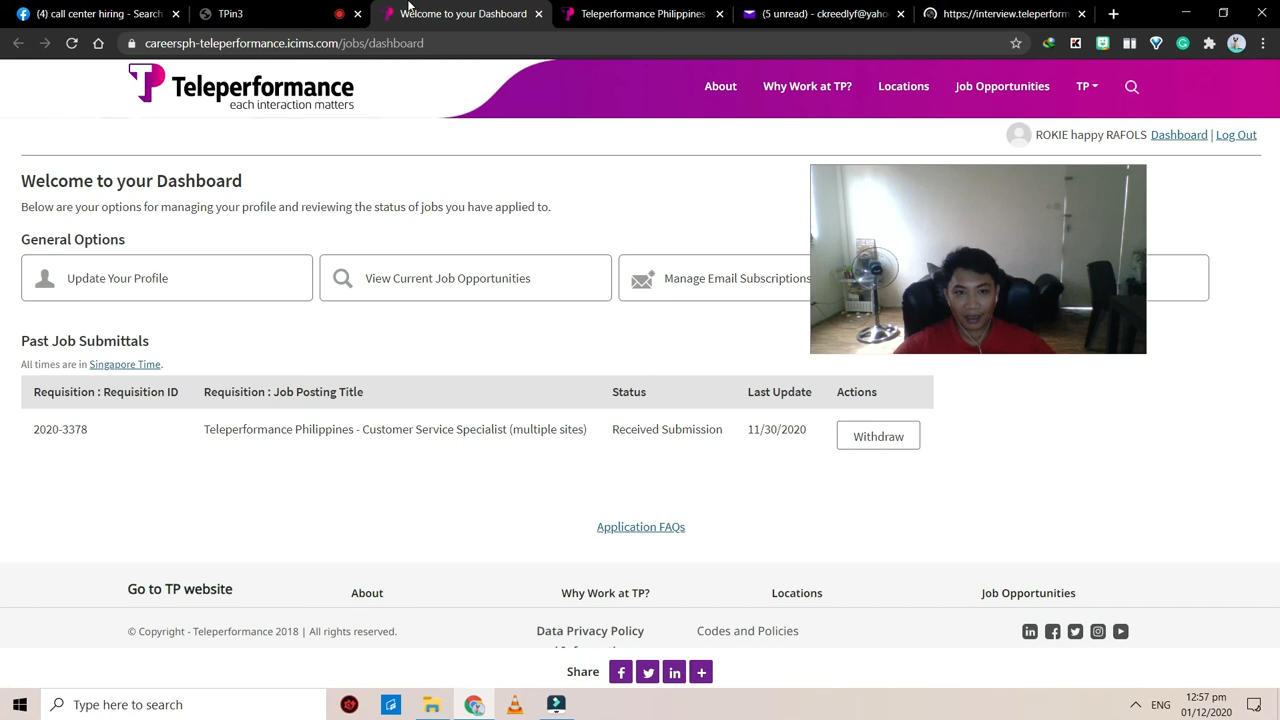 (4) call center hiring - Search
TPin3
Welcome to your Dashboard
Teleperformance Philippines - C
(5 unread) - ckreedlyf@yahoo
https://interview.teleperform
careersph-teleperformance.icims.com/jobs/dashboard
Teleperformance
each interaction matters
About
Why Work at TP?
Locations
Job Opportunities
TP
ROKIE happy RAFOLS Dashboard | Log Out
Welcome to your Dashboard
Below are your options for managing your profile and reviewing the status of jobs you have applied to.
General Options
Update Your Profile
View Current Job Opportunities
Manage Email Subscriptions
Past Job Submittals
All times are in Singapore Time.
Requisition : Requisition ID
Requisition : Job Posting Title
Status
Last Update
Actions
2020-3378
Teleperformance Philippines - Customer Service Specialist (multiple sites)
Received Submission
11/30/2020
Withdraw
Application FAQs
Go to TP website
About
Why Work at TP?
Locations
Job Opportunities
© Copyright - Teleperformance 2018 | All rights reserved.
Data Privacy Policy
Codes and Policies
Share
Type here to search
ENG
12:57 pm
01/12/2020